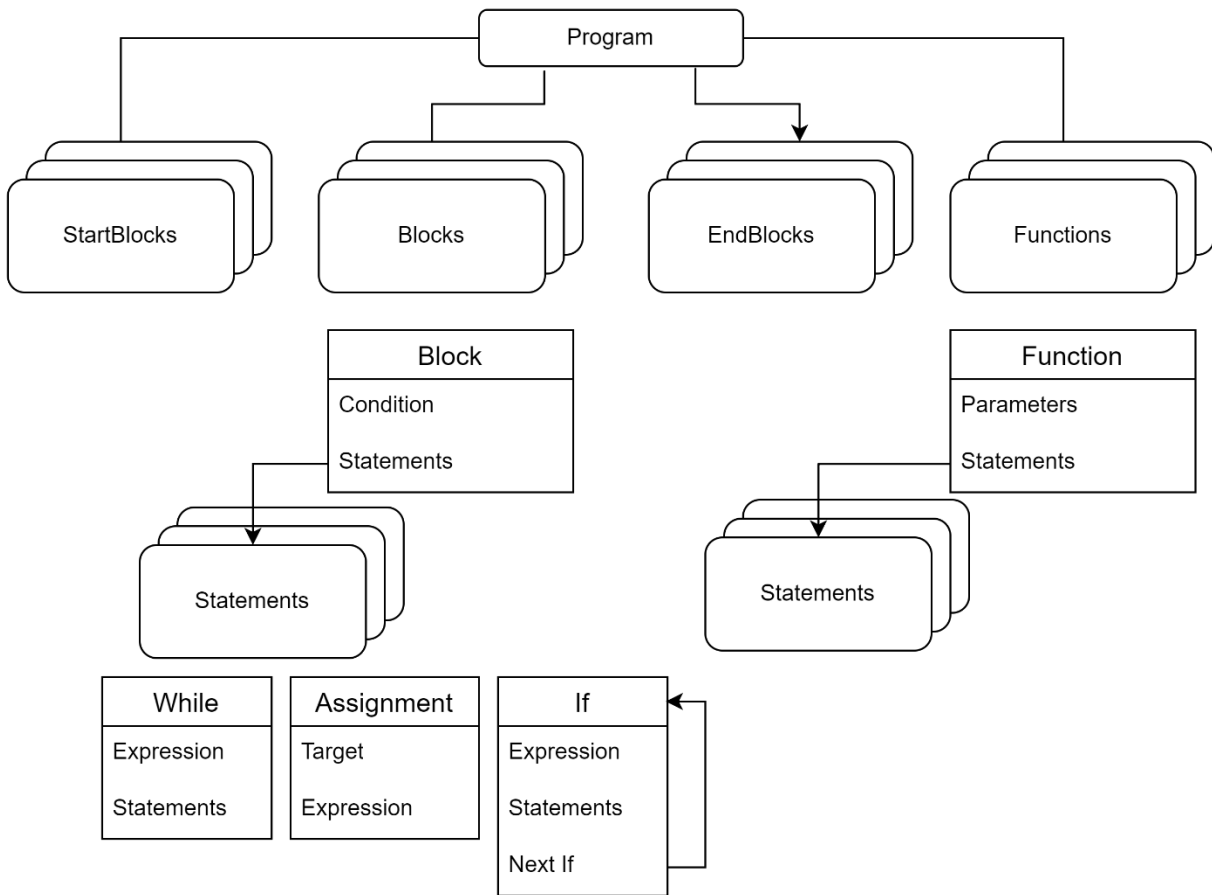 Program
StartBlocks
Blocks
EndBlocks
Functions
Block
Condition
Statements
Function
Parameters
Statements
Statements
Statements
While
Expression
Statements
Assignment
Target
Expression
If
Expression
Statements
Next If